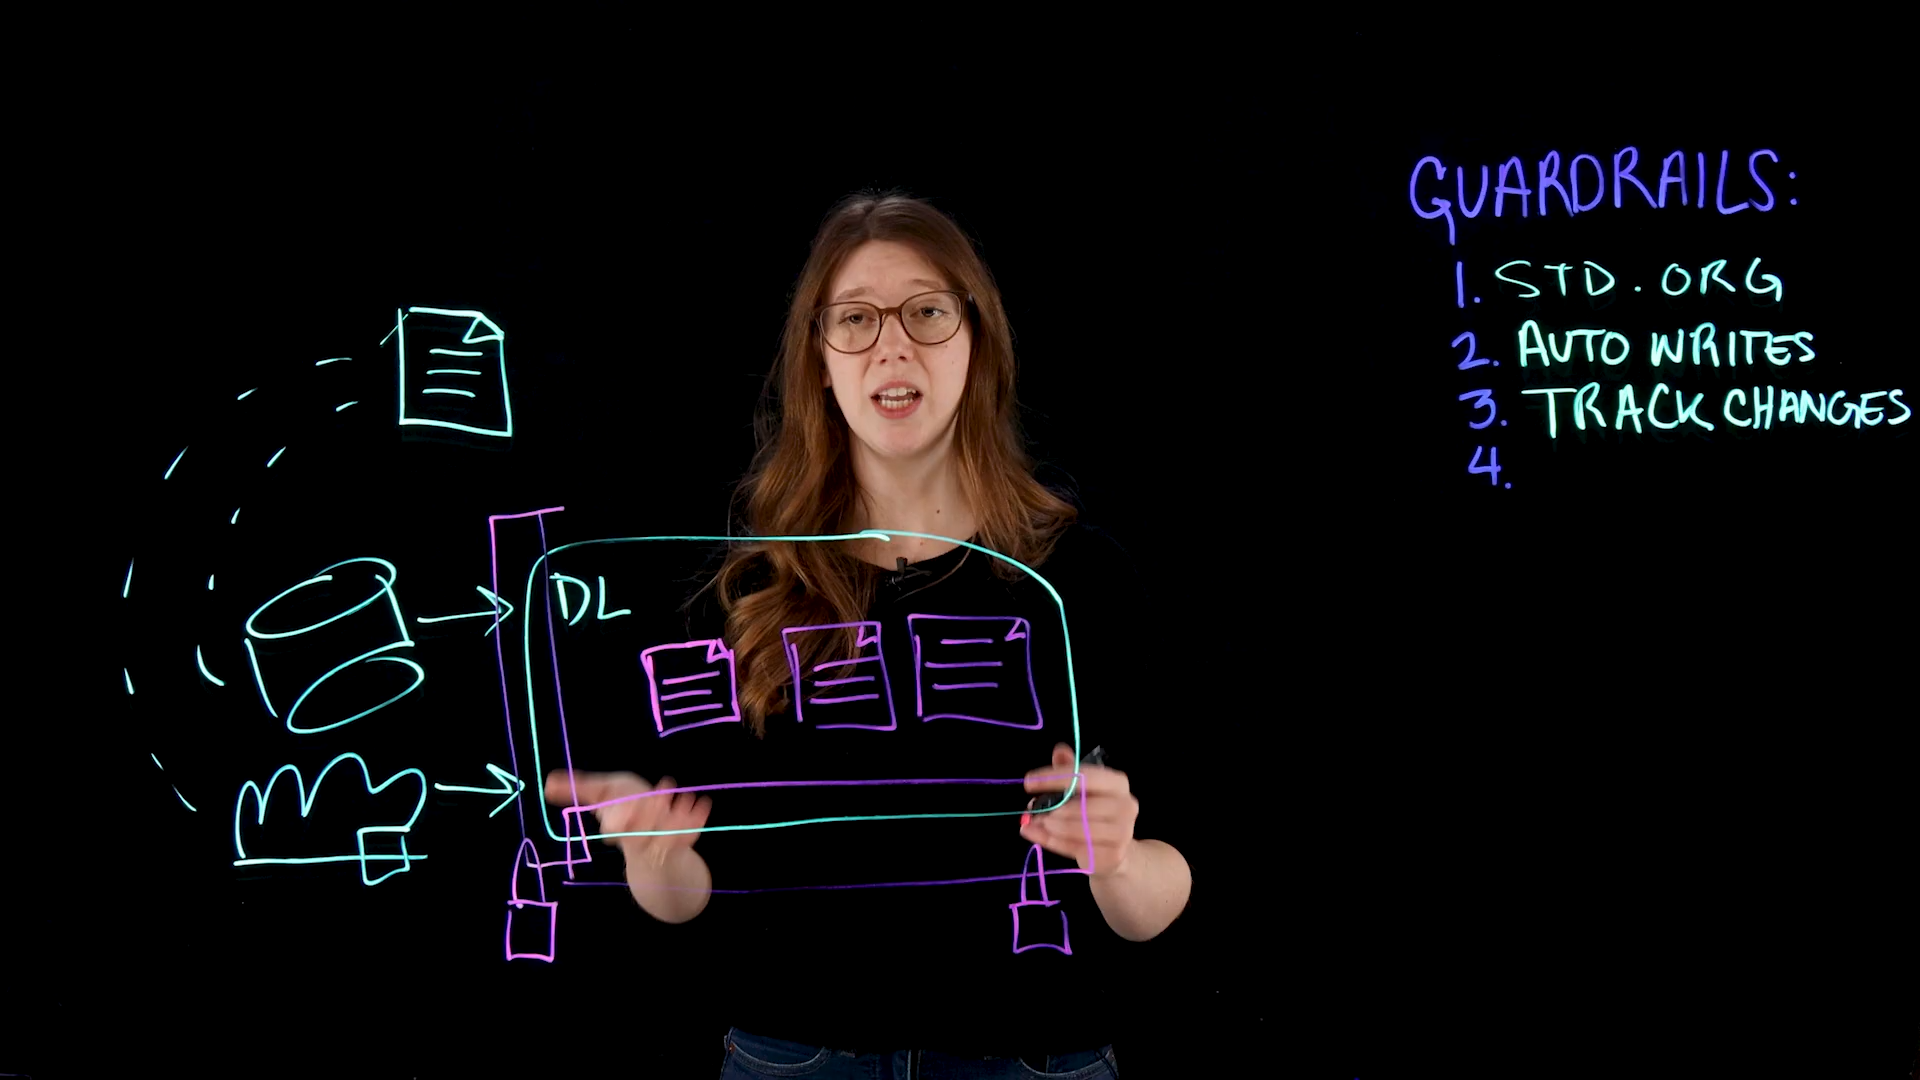 GUARDRAILS:
1. STD. ORG
2. AUTO WRITES
3. TRACK CHANGES
4.
DL